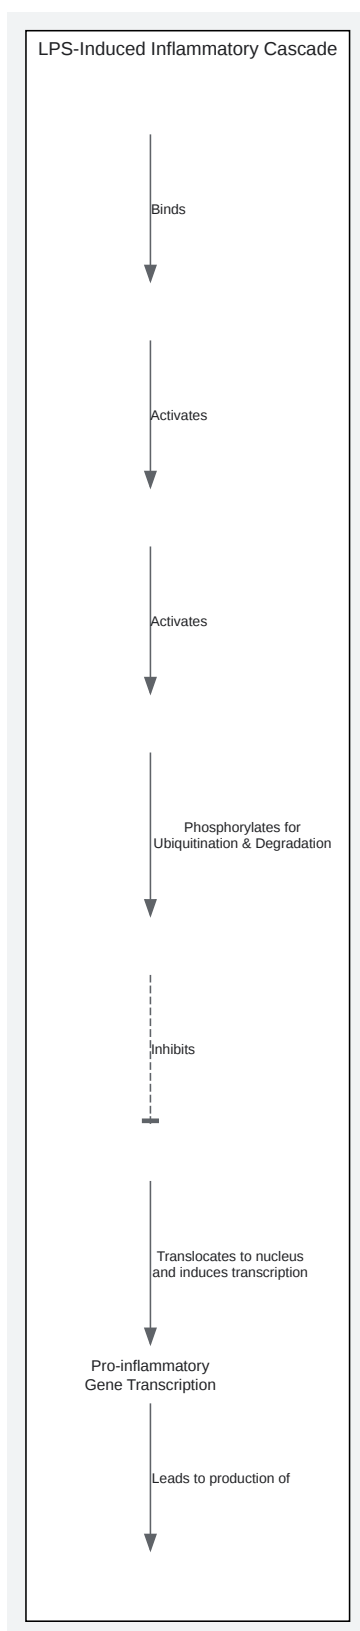 LPS-Induced Inflammatory Cascade
Binds
Activates
Activates
Phosphorylates for
Ubiquitination & Degradation
Inhibits
Translocates to nucleus
and induces transcription
Pro-inflammatory
Gene Transcription
Leads to production of